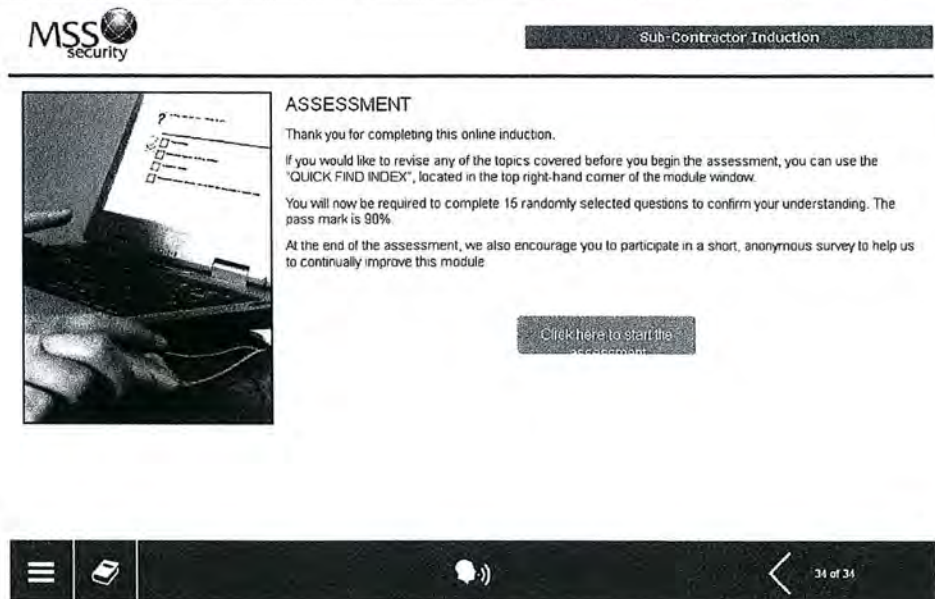 MSS
security
Sub-Contractor Induction
ASSESSMENT
Thank you for completing this online induction.
If you would like to revise any of the topics covered before you begin the assessment, you can use the
"QUICK FIND INDEX", located in the top right-hand corner of the module window.
You will now be required to complete 15 randomly selected questions to confirm your understanding. The
pass mark is 90%.
At the end of the assessment, we also encourage you to participate in a short, anonymous survey to help us
to continually improve this module
Click here to start the
assessment
34 of 34